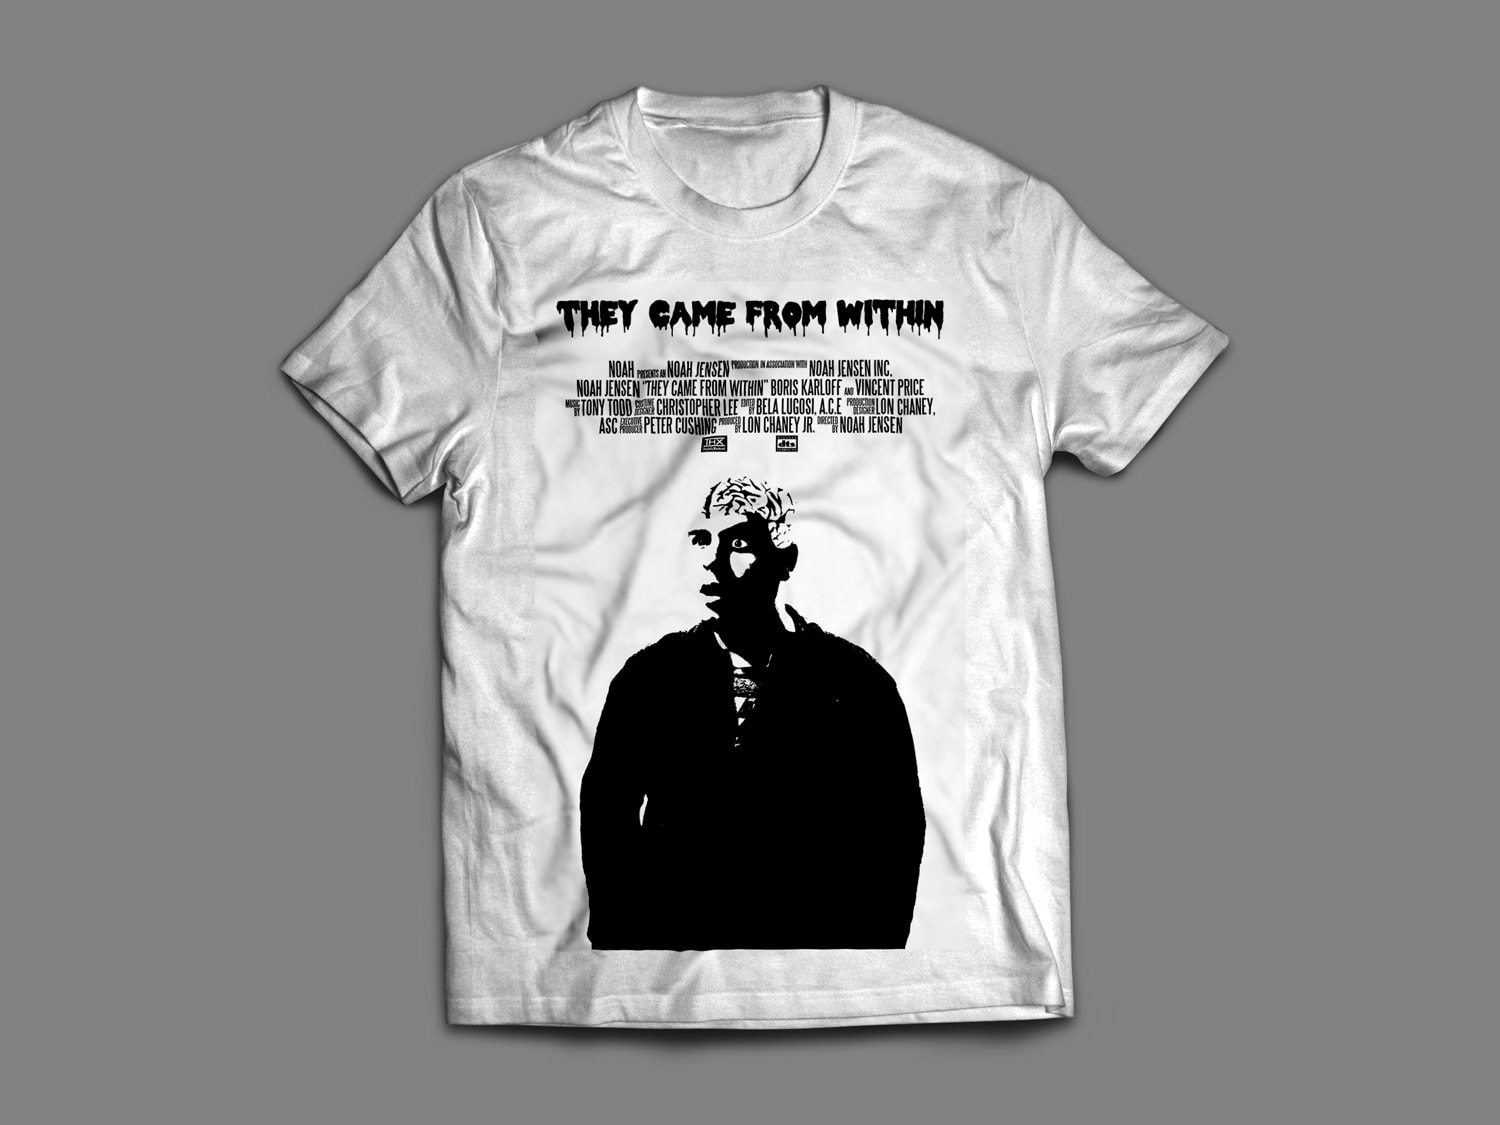 THEY CAME FROM WITHIN
NOAH PRESENTS AN NOAH JENSEN PRODUCTION IN ASSOCIATION WITH NOAH JENSEN INC.
NOAH JENSEN "THEY CAME FROM WITHIN" BORIS KARLOFF AND VINCENT PRICE
MUSIC BY TONY TODD COSTUME DESIGNER CHRISTOPHER LEE EDITED BY BELA LUGOSI, A.C.E PRODUCTION DESIGNER LON CHANEY,
ASC EXECUTIVE PRODUCER PETER CUSHING PRODUCED BY LON CHANEY JR. DIRECTED BY NOAH JENSEN
THX dts